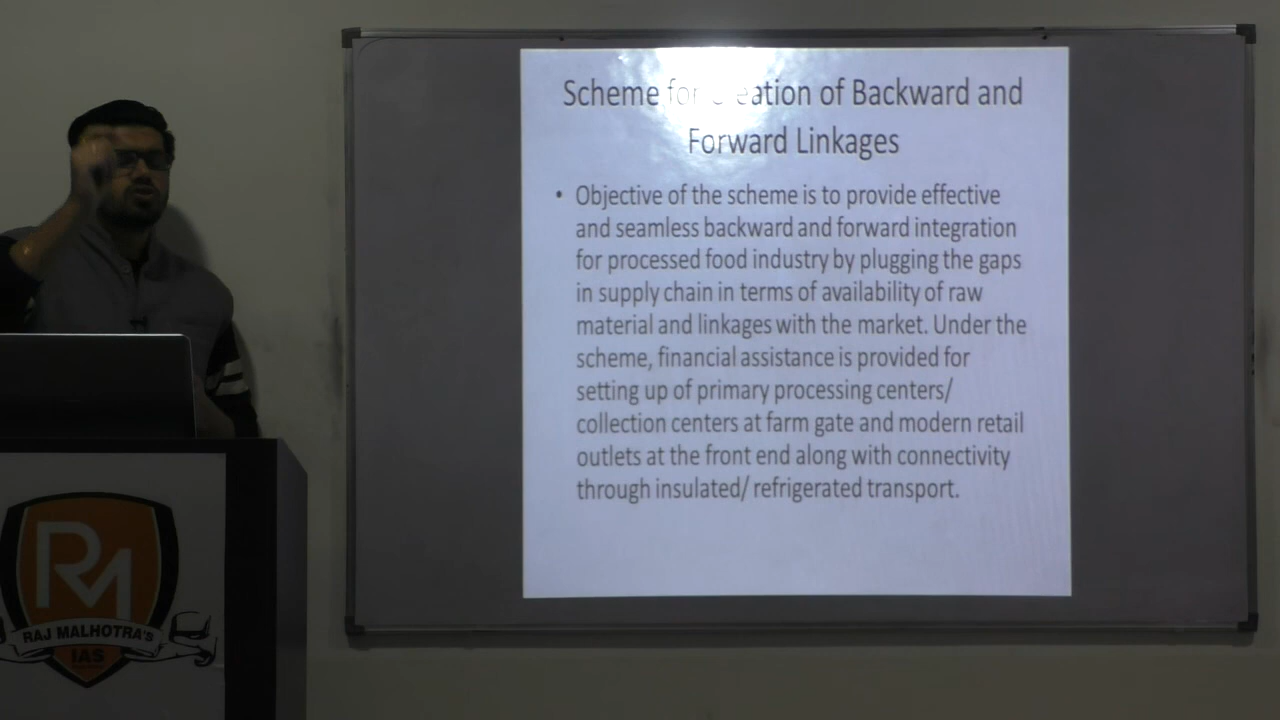 Scheme for Creation of Backward and
Forward Linkages
• Objective of the scheme is to provide effective
and seamless backward and forward integration
for processed food industry by plugging the gaps
in supply chain in terms of availability of raw
material and linkages with the market. Under the
scheme, financial assistance is provided for
setting up of primary processing centers/
collection centers at farm gate and modern retail
outlets at the front end along with connectivity
through insulated/ refrigerated transport.
RM
RAJ MALHOTRA'S
IAS